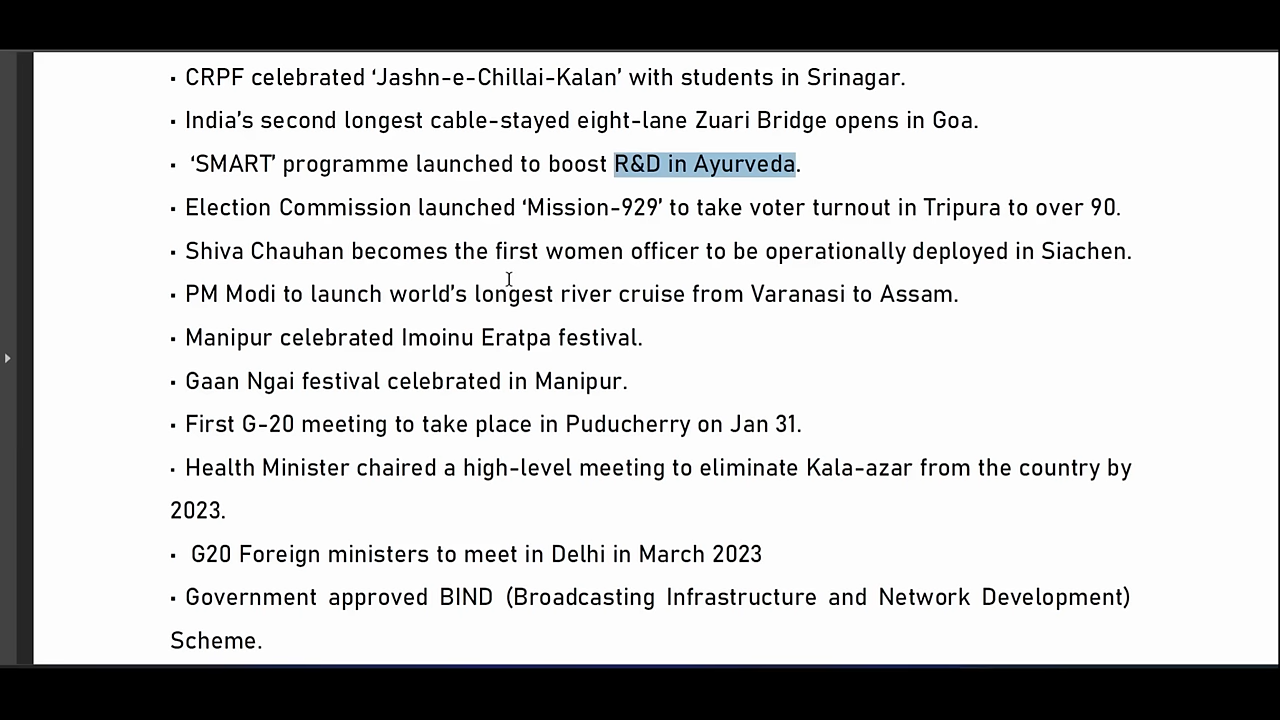 ▪ CRPF celebrated ‘Jashn-e-Chillai-Kalan’ with students in Srinagar.
▪ India’s second longest cable-stayed eight-lane Zuari Bridge opens in Goa.
▪ ‘SMART’ programme launched to boost R&D in Ayurveda.
▪ Election Commission launched ‘Mission-929’ to take voter turnout in Tripura to over 90.
▪ Shiva Chauhan becomes the first women officer to be operationally deployed in Siachen.
▪ PM Modi to launch world’s longest river cruise from Varanasi to Assam.
▪ Manipur celebrated Imoinu Eratpa festival.
▪ Gaan Ngai festival celebrated in Manipur.
▪ First G-20 meeting to take place in Puducherry on Jan 31.
▪ Health Minister chaired a high-level meeting to eliminate Kala-azar from the country by
2023.
▪ G20 Foreign ministers to meet in Delhi in March 2023
▪ Government approved BIND (Broadcasting Infrastructure and Network Development)
Scheme.